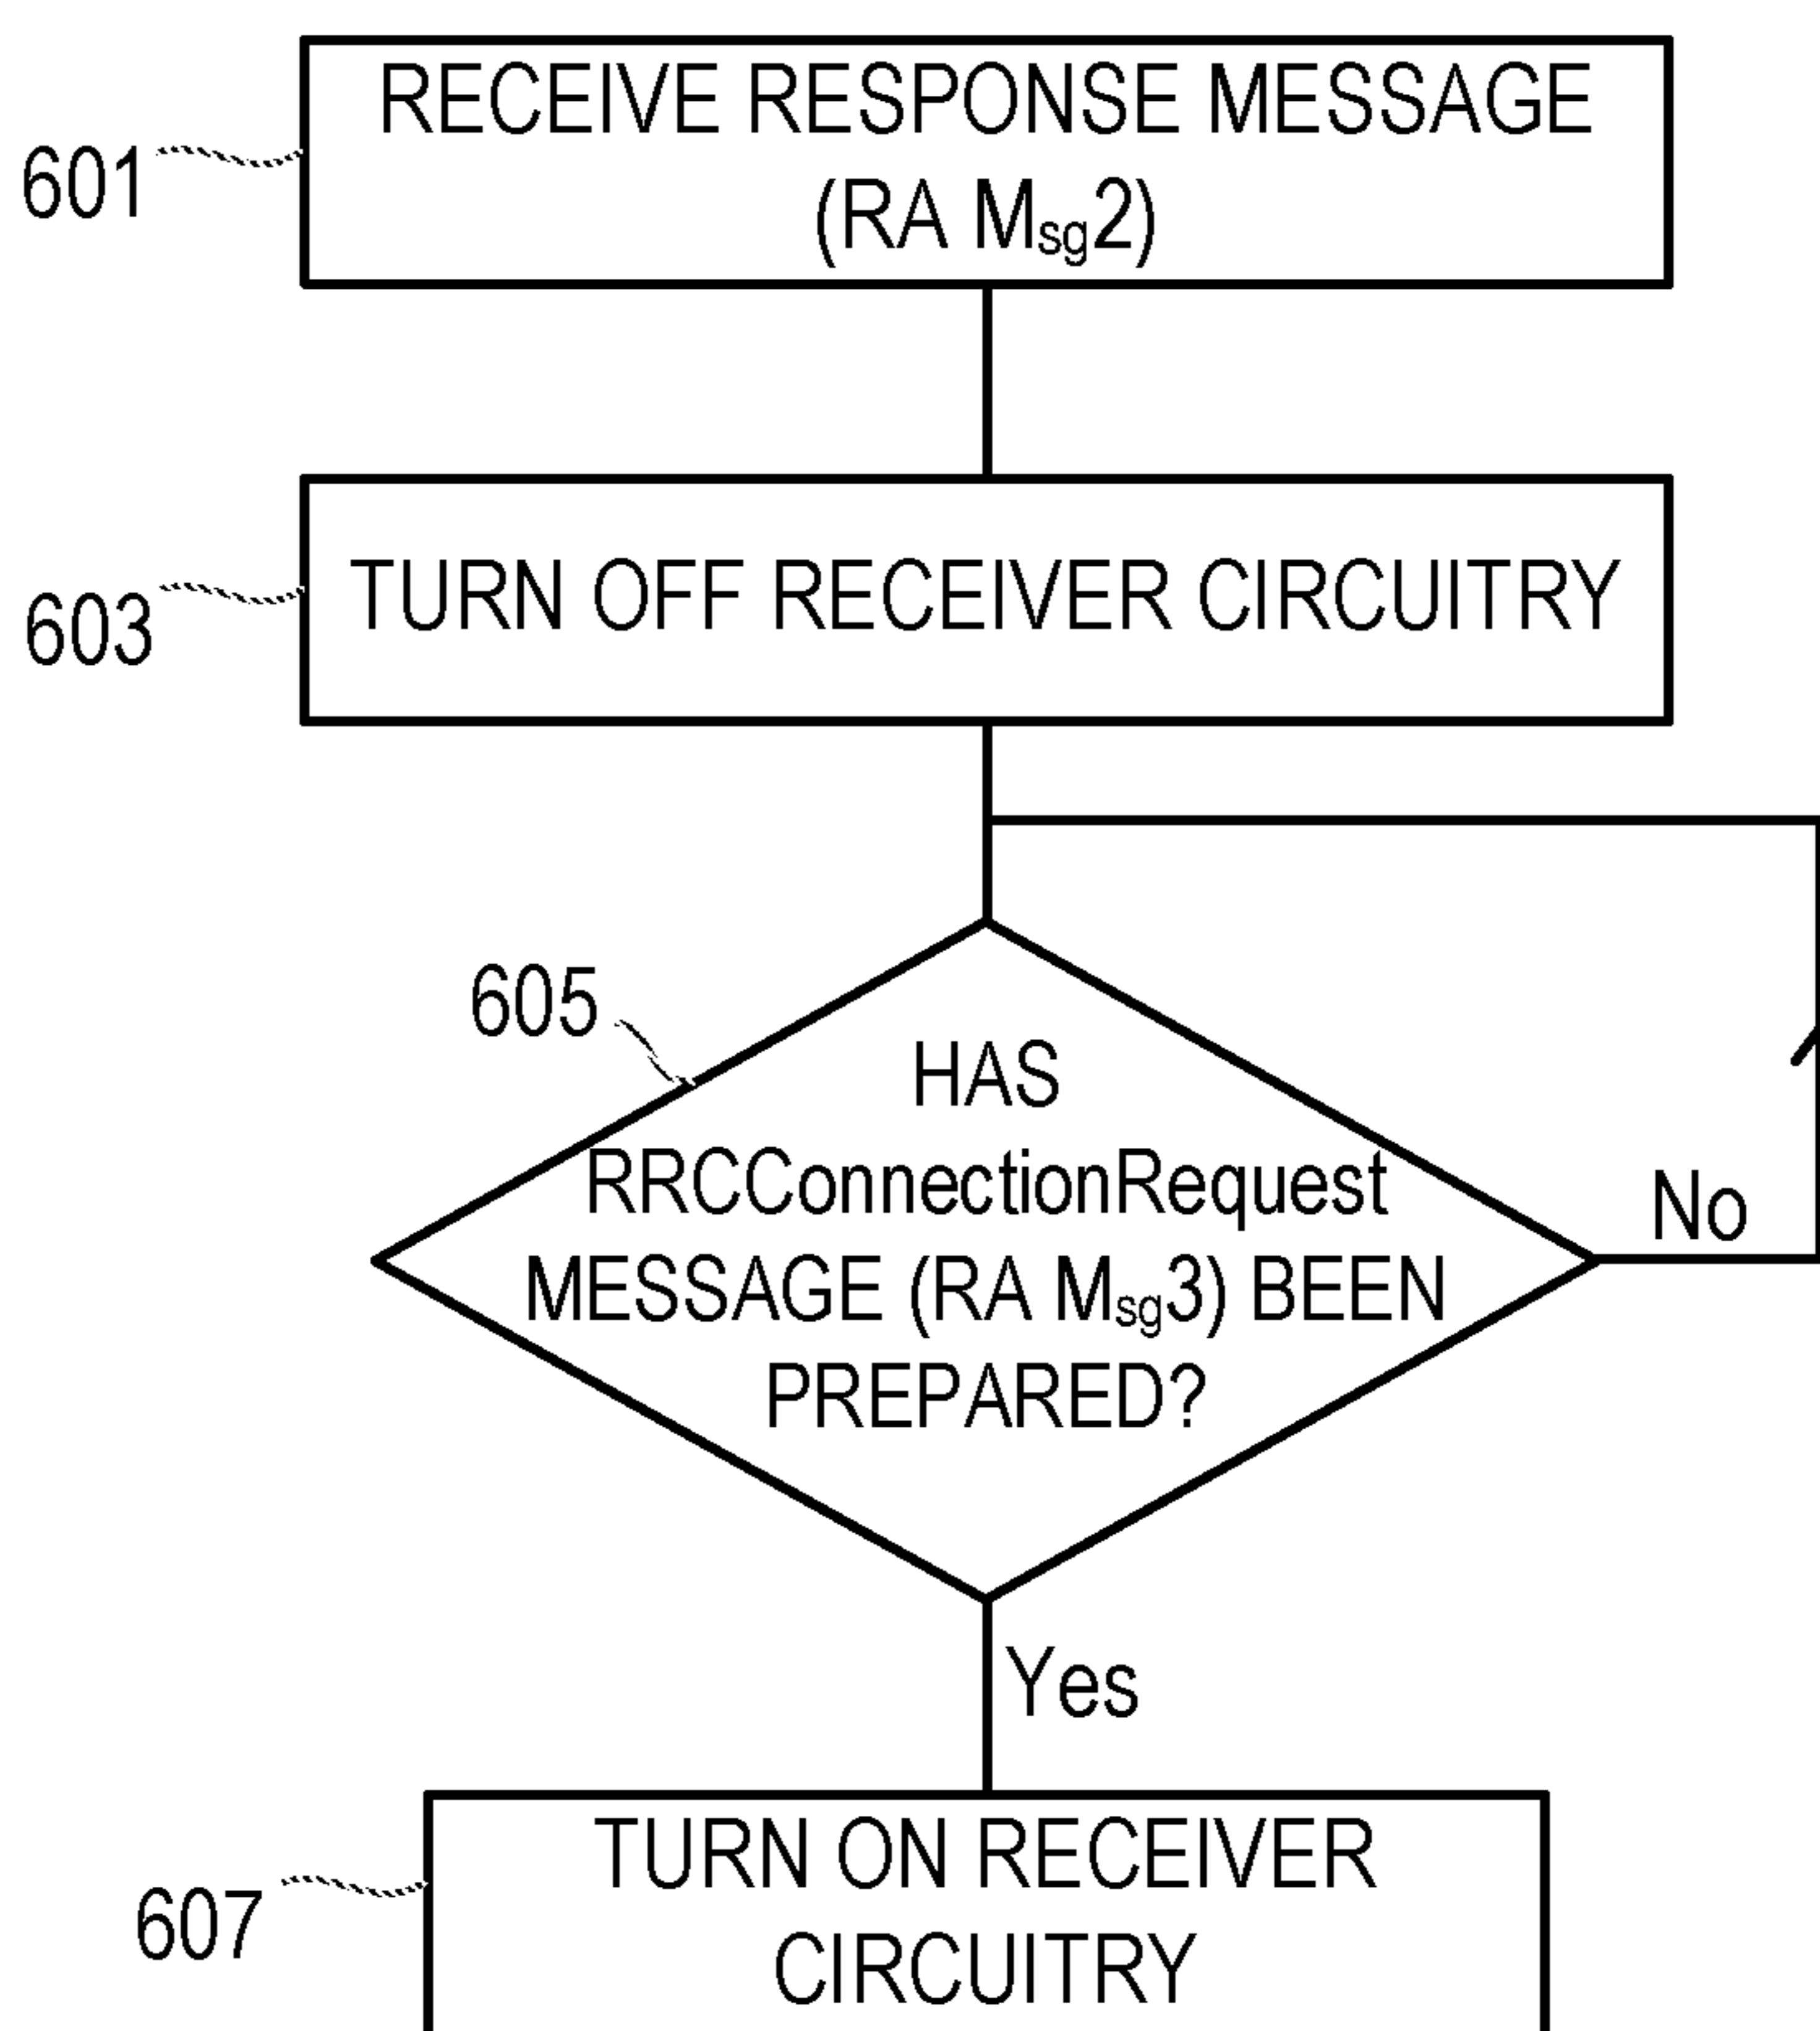 RECEIVE RESPONSE MESSAGE
(RA Msg2)
601
TURN OFF RECEIVER CIRCUITRY
603
605
HAS
RRCConnectionRequest
MESSAGE (RA Msg3) BEEN
PREPARED?
No
Yes
TURN ON RECEIVER
CIRCUITRY
607